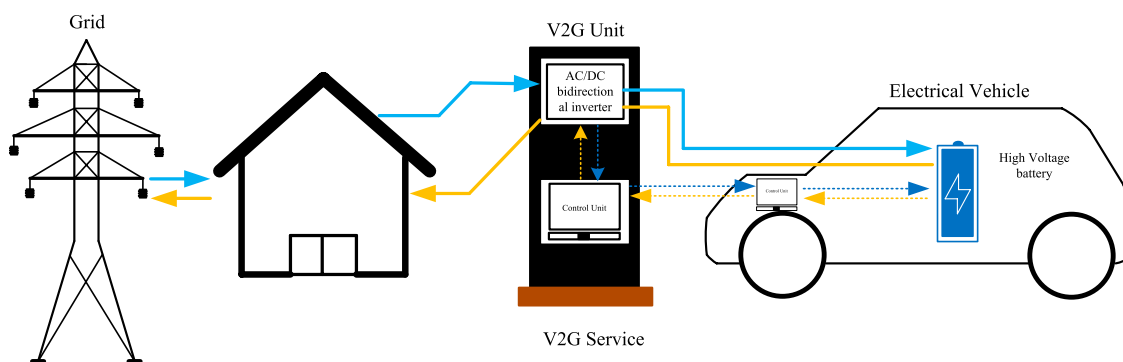 Grid
V2G Unit
AC/DC
bidirection
al inverter
Electrical Vehicle
High Voltage
battery
Control Unit
Control Unit
V2G Service